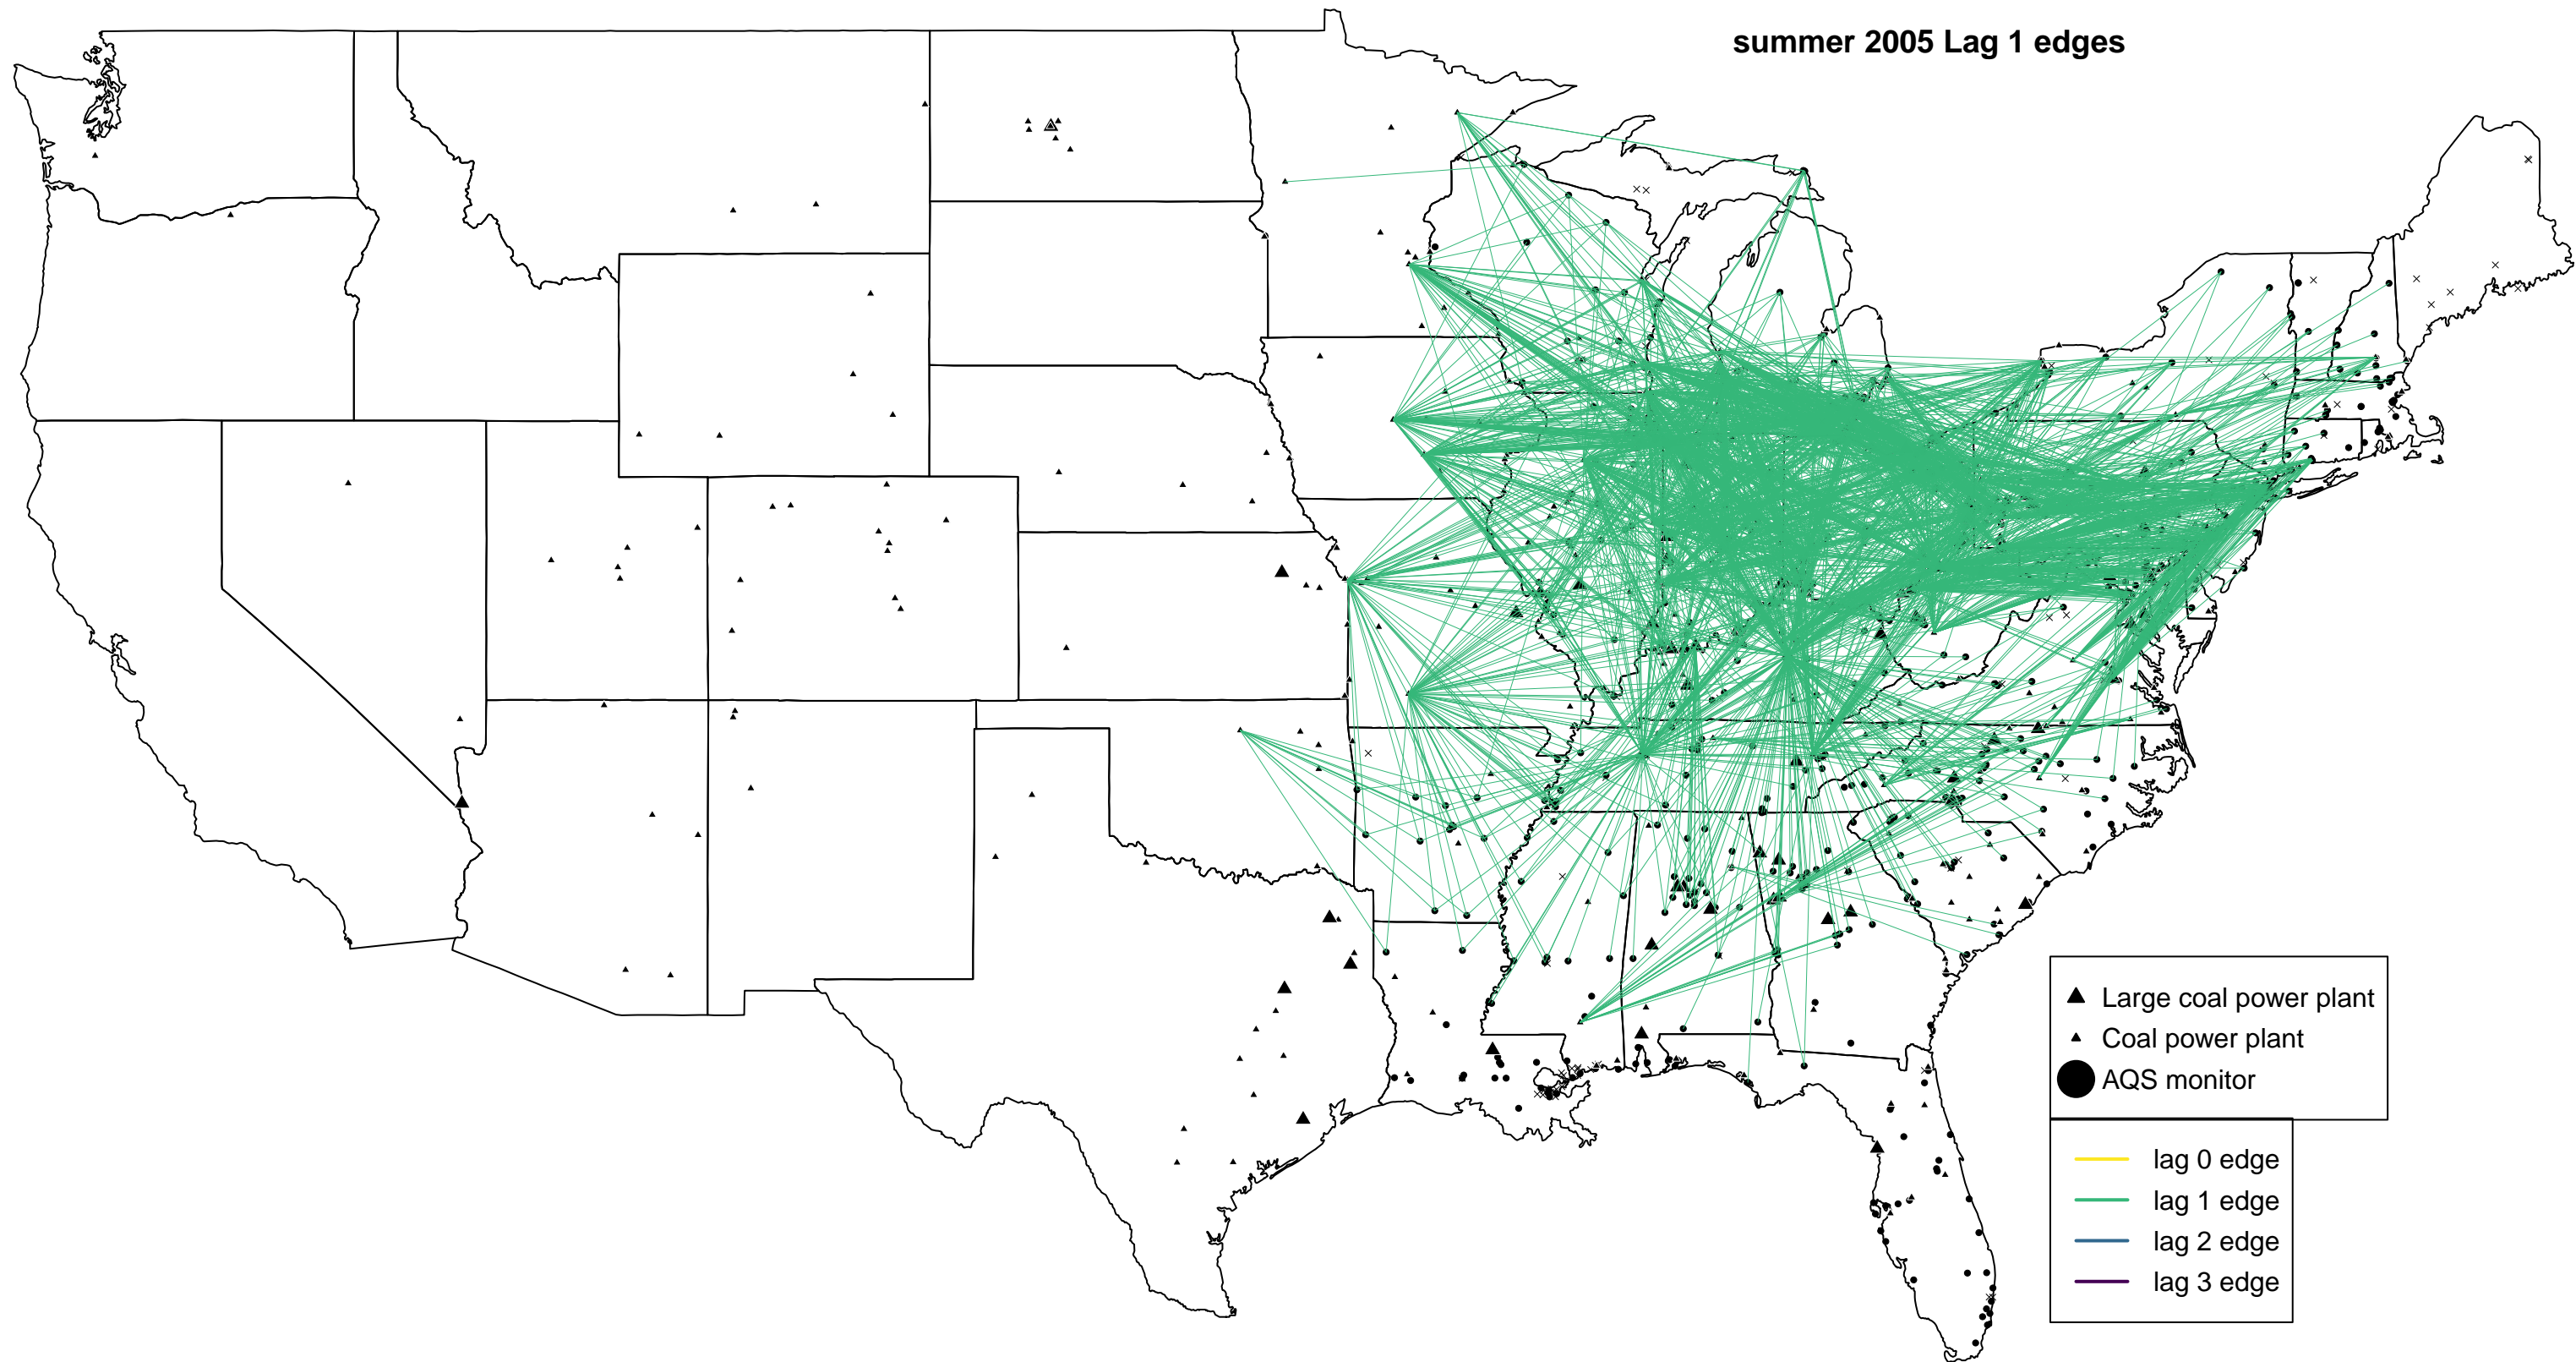 summer 2005 Lag 1 edges
Large coal power plant
Coal power plant
AQS monitor
lag 0 edge
lag 1 edge
lag 2 edge
lag 3 edge